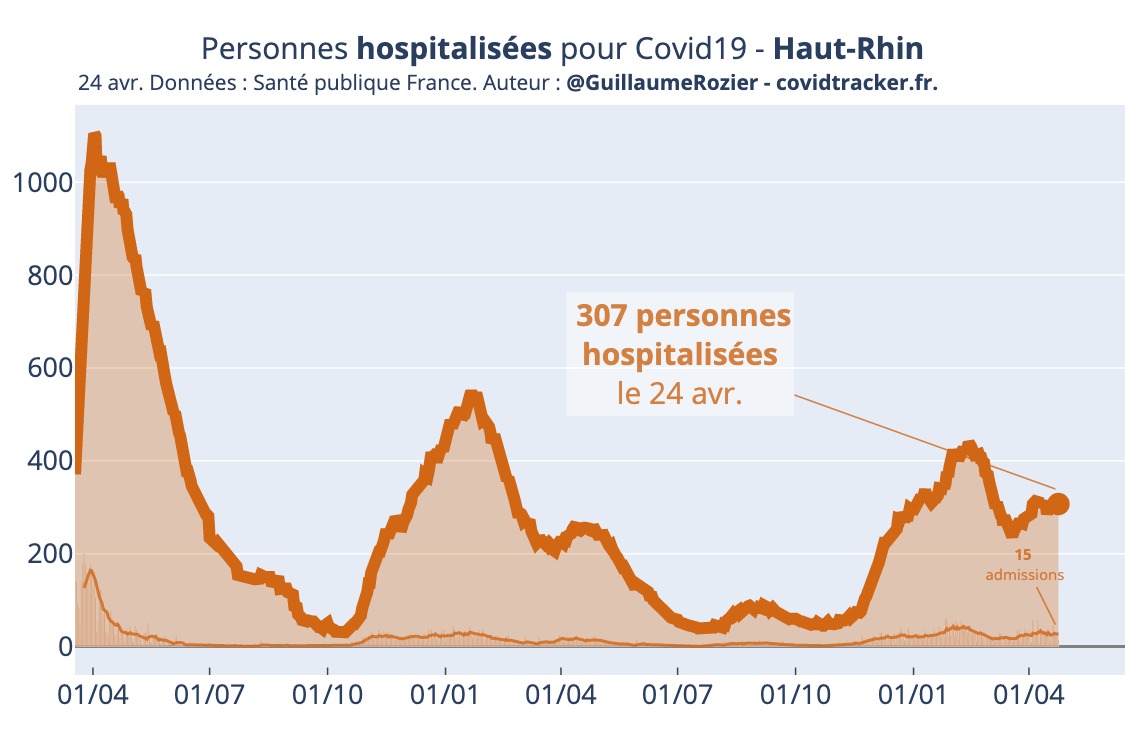 Personnes hospitalisées pour Covid19 - Haut-Rhin
24 avr. Données : Santé publique France. Auteur : @GuillaumeRozier - covidtracker.fr.
1000
800
600
400
200
0
307 personnes
hospitalisées
le 24 avr.
15
admissions
01/04
01/07
01/10
01/01
01/04
01/07
01/10
01/01
01/04